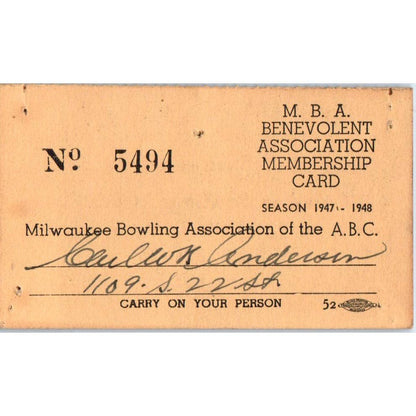 M. B. A.
BENEVOLENT
ASSOCIATION
MEMBERSHIP
CARD
Nº 5494
SEASON 1947 - 1948
Milwaukee Bowling Association of the A.B.C.
Carl W. Anderson
1109. S. 22 St
CARRY ON YOUR PERSON
52